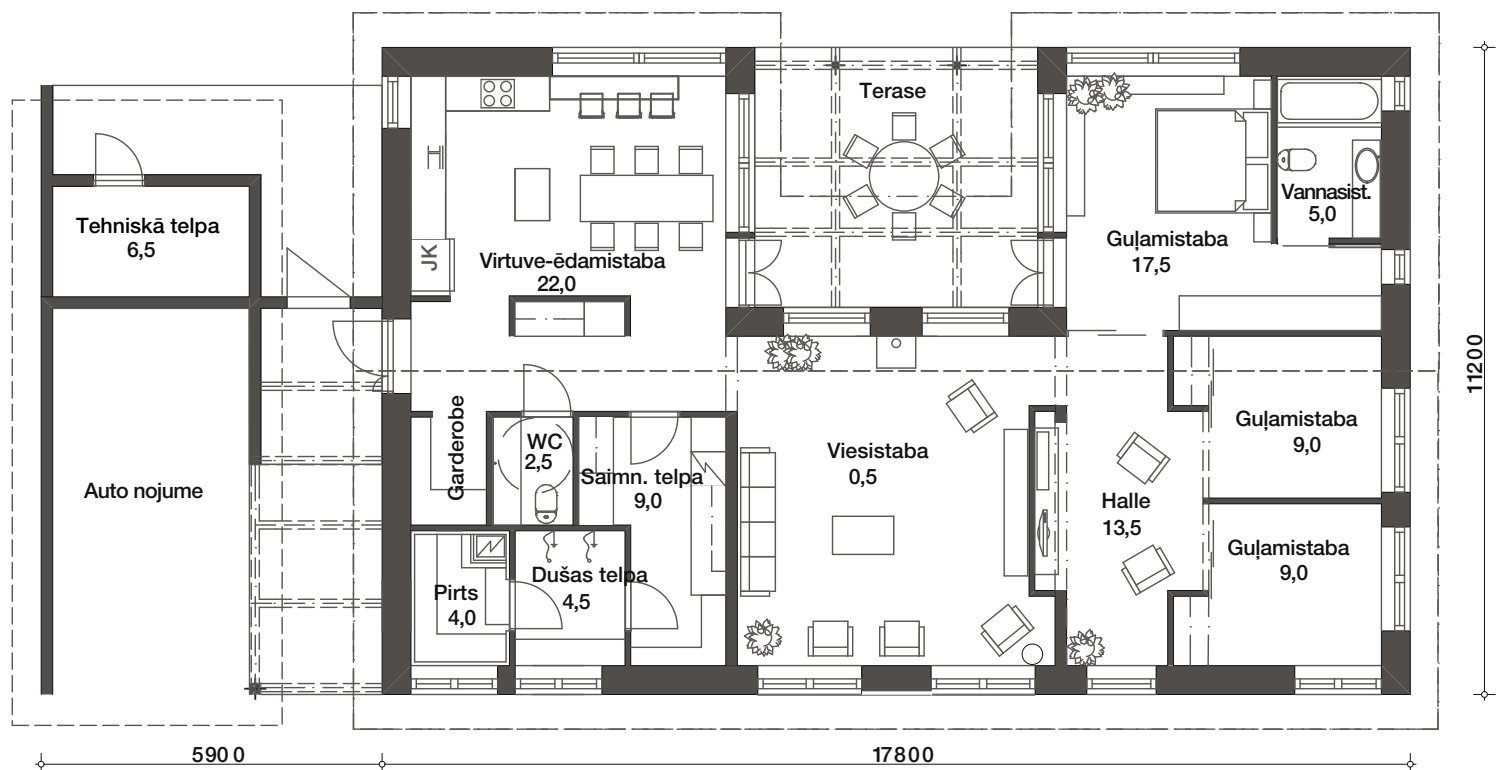 Terase
Tehniskā telpa
6,5
JK
Virtuve-ēdamistaba
22,0
Guļamistaba
17,5
Vannasist.
5,0
Auto nojume
Garderobe
WC
2,5
Saimn. telpa
9,0
Viesistaba
0,5
Halle
13,5
Guļamistaba
9,0
Guļamistaba
9,0
Pirts
4,0
Dušas telpa
4,5
11200
5900
17800